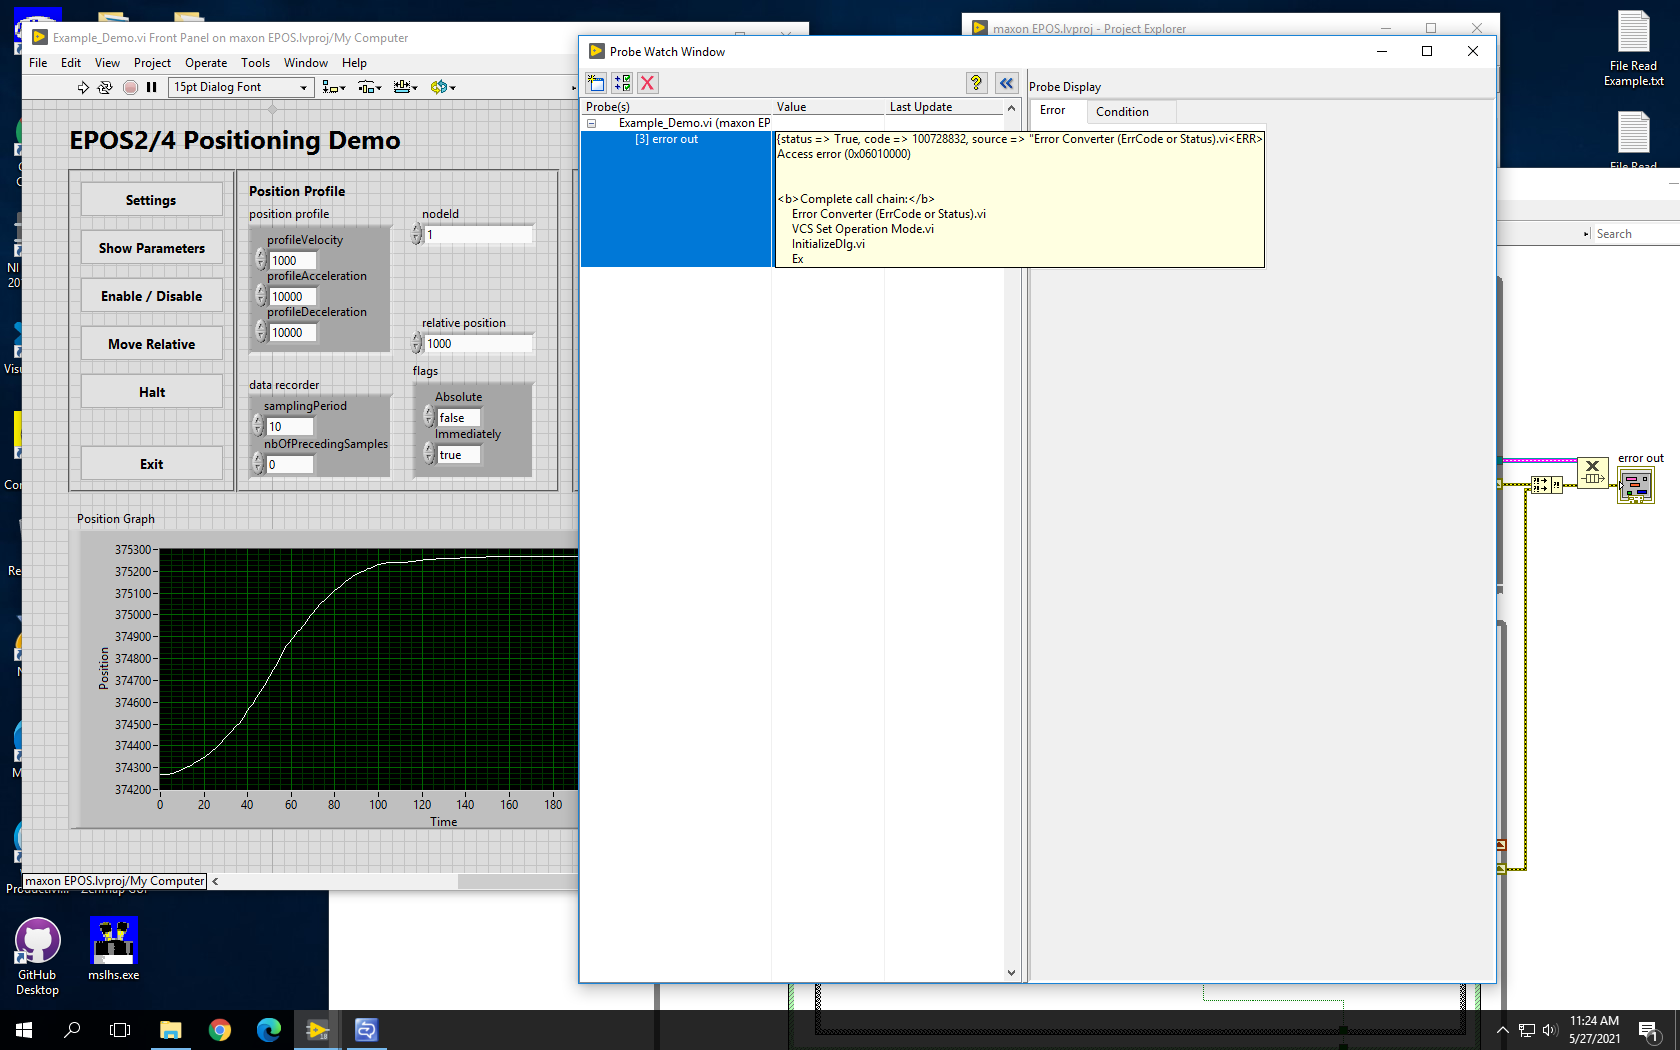 Example_Demo.vi Front Panel on maxon EPOS.lvproj/My Computer
File Edit View Project Operate Tools Window Help
15pt Dialog Font
EPOS2/4 Positioning Demo
Settings
Show Parameters
Enable / Disable
Move Relative
Halt
Exit
Position Profile
position profile
profileVelocity
1000
profileAcceleration
10000
profileDeceleration
10000
nodeId
1
relative position
1000
data recorder
samplingPeriod
10
nbOfPrecedingSamples
0
flags
Absolute
false
Immediately
true
Position Graph
Position
375300
375200
375100
375000
374900
374800
374700
374600
374500
374400
374300
374200
0 20 40 60 80 100 120 140 160 180
Time
maxon EPOS.lvproj/My Computer
maxon EPOS.lvproj - Project Explorer
Probe Watch Window
Probe(s) Value Last Update
Example_Demo.vi (maxon EP
[3] error out
{status => True, code => 100728832, source => "Error Converter (ErrCode or Status).vi<ERR>
Access error (0x06010000)
<b>Complete call chain:</b>
Error Converter (ErrCode or Status).vi
VCS Set Operation Mode.vi
InitializeDlg.vi
Ex
Probe Display
Error Condition
File Read
Example.txt
File Read
Search
error out
NI
20
Visu
Con
Re
N
M
Producti...
GitHub
Desktop
mslhs.exe
11:24 AM
5/27/2021
1